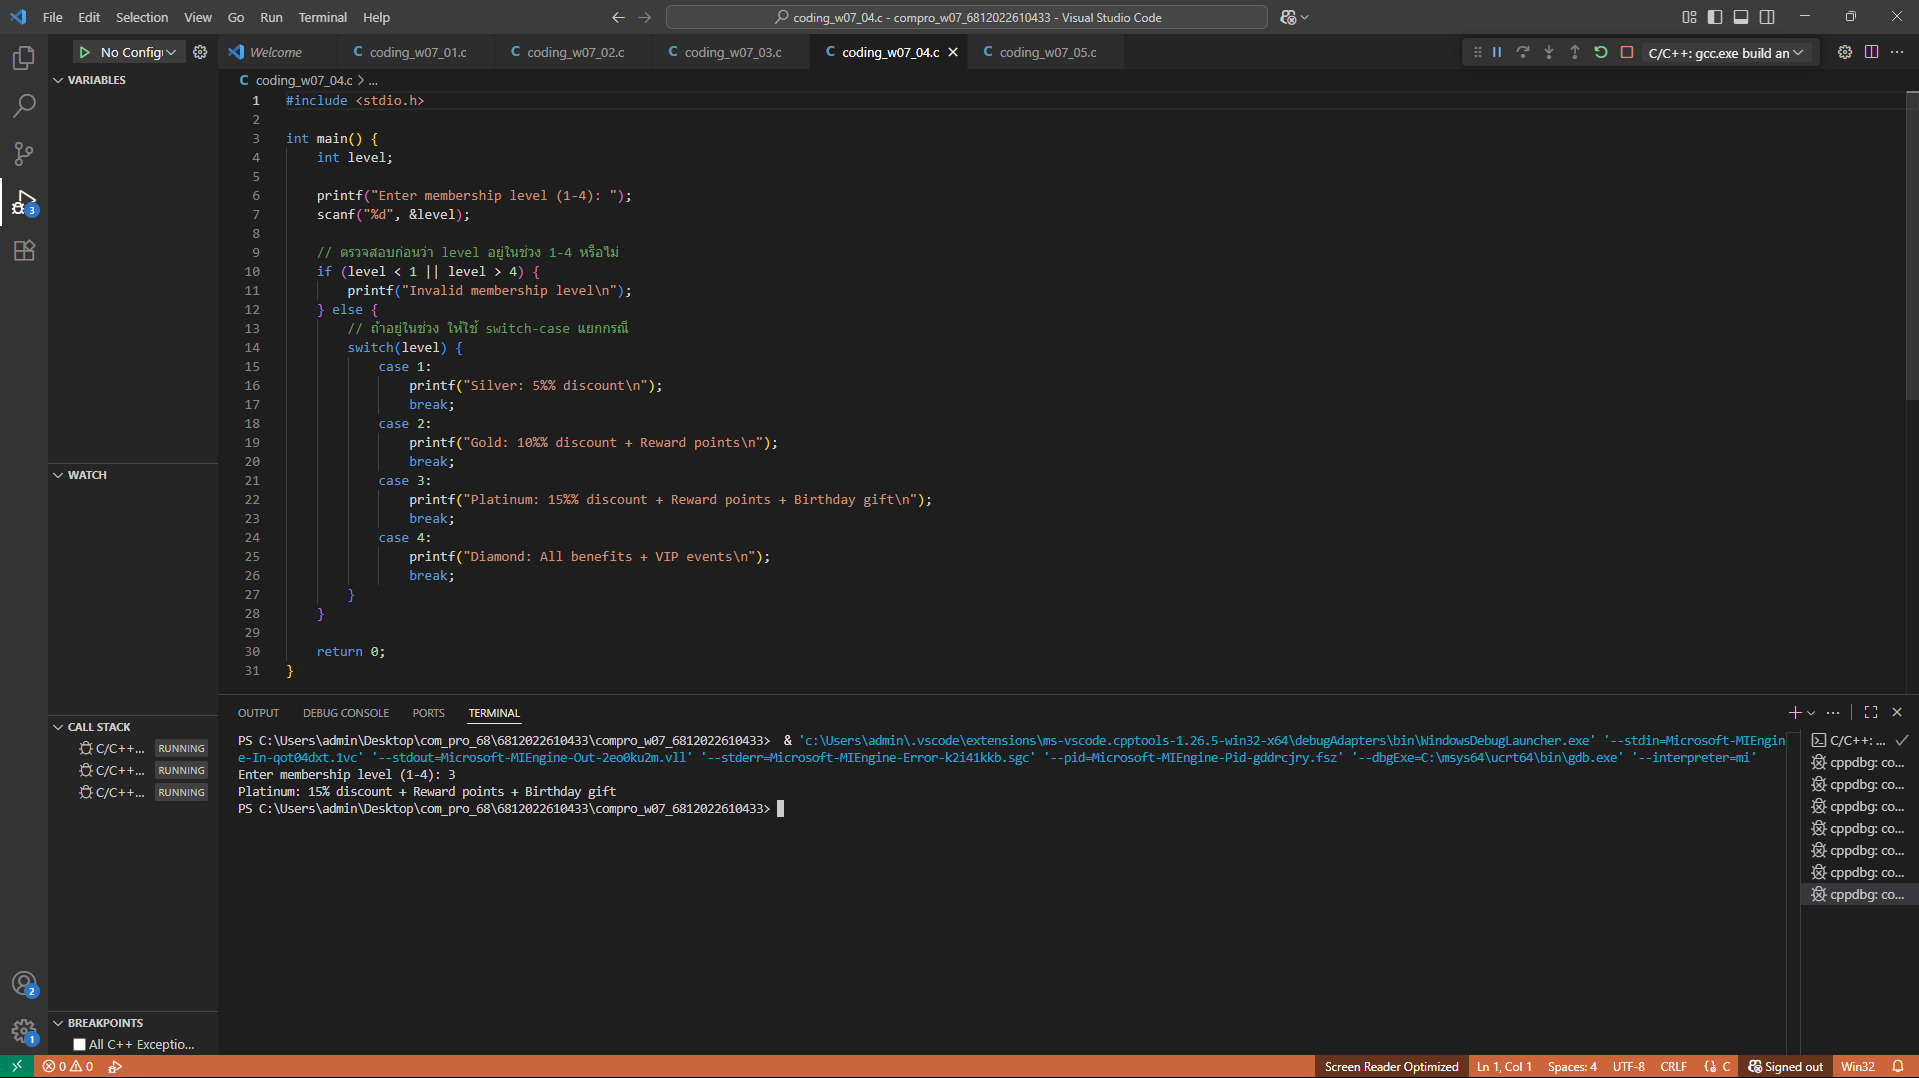 File Edit Selection View Go Run Terminal Help
coding_w07_04.c - compro_w07_6812022610433 - Visual Studio Code
No Config
Welcome
coding_w07_01.c
coding_w07_02.c
coding_w07_03.c
coding_w07_04.c
coding_w07_05.c
C/C++: gcc.exe build an
VARIABLES
WATCH
CALL STACK
C/C++... RUNNING
C/C++... RUNNING
C/C++... RUNNING
BREAKPOINTS
All C++ Exceptio...
3
2
1
coding_w07_04.c > ...
1 #include <stdio.h>
2
3 int main() {
4 int level;
5
6 printf("Enter membership level (1-4): ");
7 scanf("%d", &level);
8
9 // ตรวจสอบก่อนว่า level อยู่ในช่วง 1-4 หรือไม่
10 if (level < 1 || level > 4) {
11 printf("Invalid membership level\n");
12 } else {
13 // ถ้าอยู่ในช่วง ให้ใช้ switch-case แยกกรณี
14 switch(level) {
15 case 1:
16 printf("Silver: 5%% discount\n");
17 break;
18 case 2:
19 printf("Gold: 10%% discount + Reward points\n");
20 break;
21 case 3:
22 printf("Platinum: 15%% discount + Reward points + Birthday gift\n");
23 break;
24 case 4:
25 printf("Diamond: All benefits + VIP events\n");
26 break;
27 }
28 }
29
30 return 0;
31 }
OUTPUT DEBUG CONSOLE PORTS TERMINAL
PS C:\Users\admin\Desktop\com_pro_68\6812022610433\compro_w07_6812022610433> & 'c:\Users\admin\.vscode\extensions\ms-vscode.cpptools-1.26.5-win32-x64\debugAdapters\bin\WindowsDebugLauncher.exe' '--stdin=Microsoft-MIEngin
e-In-qot04dxt.1vc' '--stdout=Microsoft-MIEngine-Out-2eo0ku2m.vll' '--stderr=Microsoft-MIEngine-Error-k2i41kkb.sgc' '--pid=Microsoft-MIEngine-Pid-gddrcjry.fsz' '--dbgExe=C:\msys64\ucrt64\bin\gdb.exe' '--interpreter=mi'
Enter membership level (1-4): 3
Platinum: 15% discount + Reward points + Birthday gift
PS C:\Users\admin\Desktop\com_pro_68\6812022610433\compro_w07_6812022610433>
C/C++: ...
cppdbg: co...
cppdbg: co...
cppdbg: co...
cppdbg: co...
cppdbg: co...
cppdbg: co...
cppdbg: co...
0 0
Screen Reader Optimized Ln 1, Col 1 Spaces: 4 UTF-8 CRLF {} C Signed out Win32